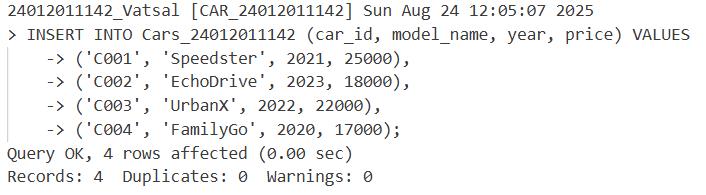 24012011142_Vatsal [CAR_24012011142] Sun Aug 24 12:05:07 2025
> INSERT INTO Cars_24012011142 (car_id, model_name, year, price) VALUES
    -> ('C001', 'Speedster', 2021, 25000),
    -> ('C002', 'EchoDrive', 2023, 18000),
    -> ('C003', 'UrbanX', 2022, 22000),
    -> ('C004', 'FamilyGo', 2020, 17000);
Query OK, 4 rows affected (0.00 sec)
Records: 4  Duplicates: 0  Warnings: 0